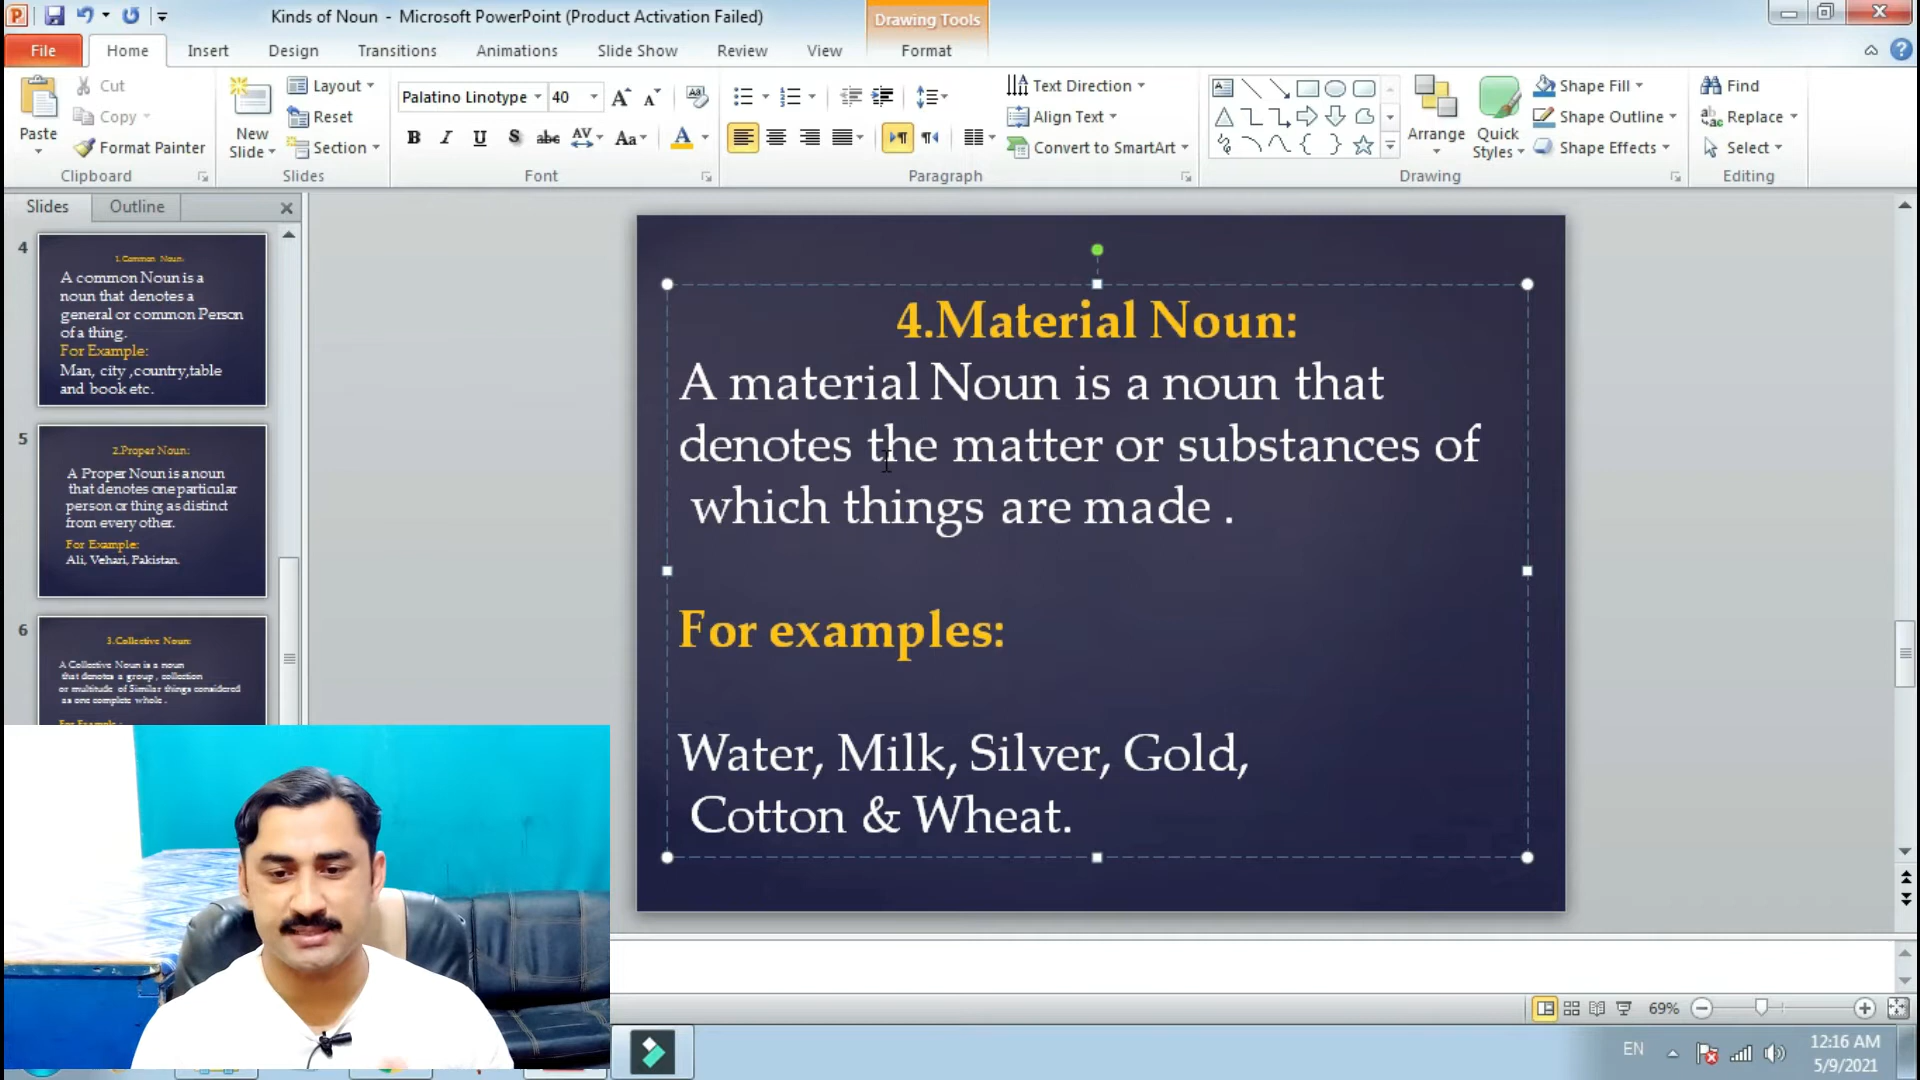 Kinds of Noun - Microsoft PowerPoint (Product Activation Failed)
Drawing Tools
File Home Insert Design Transitions Animations Slide Show Review View Format
Paste
Cut
Copy
Format Painter
Clipboard
New Slide
Layout
Reset
Section
Slides
Palatino Linotype 40
Font
Text Direction
Align Text
Convert to SmartArt
Paragraph
Arrange
Quick Styles
Shape Fill
Shape Outline
Shape Effects
Drawing
Find
Replace
Select
Editing
Slides Outline
4
1.Common Noun:
A common Noun is a
noun that denotes a
general or common Person
of a thing.
For Example:
Man, city ,country,table
and book etc.
5
2.Proper Noun:
A Proper Noun is a noun
that denotes one particular
person or thing as distinct
from every other.
For Example:
Ali, Vehari, Pakistan.
6
3.Collective Noun:
A Collective Noun is a noun
that denotes a group , collection
or multitude of Similar things considered
as one complete whole .
For Example :
4.Material Noun:
A material Noun is a noun that
denotes the matter or substances of
which things are made .
For examples:
Water, Milk, Silver, Gold,
Cotton & Wheat.
69%
EN
12:16 AM
5/9/2021